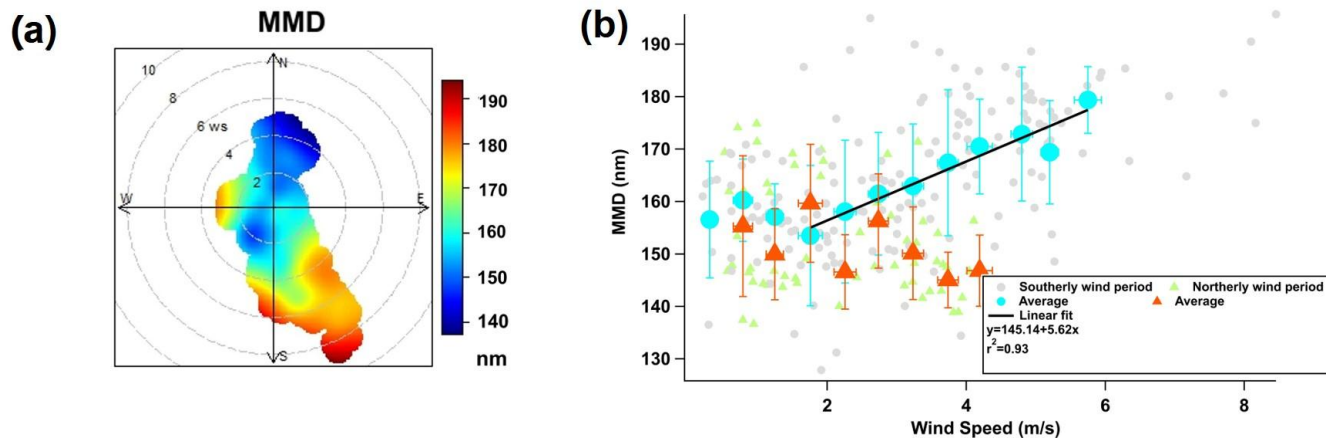 (a)
MMD
10
8
6 ws
4
2
N
W
E
S
190
180
170
160
150
140
nm
(b)
MMD (nm)
190
180
170
160
150
140
130
2
4
6
8
Wind Speed (m/s)
Southerly wind period Northerly wind period
Average Average
Linear fit
y=145.14+5.62x
r²=0.93